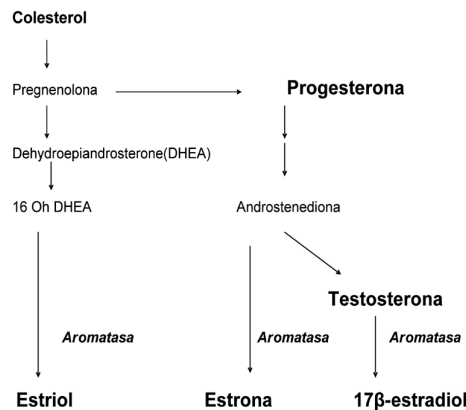 Colesterol
Pregnenolona
Progesterona
Dehydroepiandrosterone(DHEA)
16 Oh DHEA
Androstenediona
Testosterona
Aromatasa
Aromatasa
Aromatasa
Estriol
Estrona
17β-estradiol